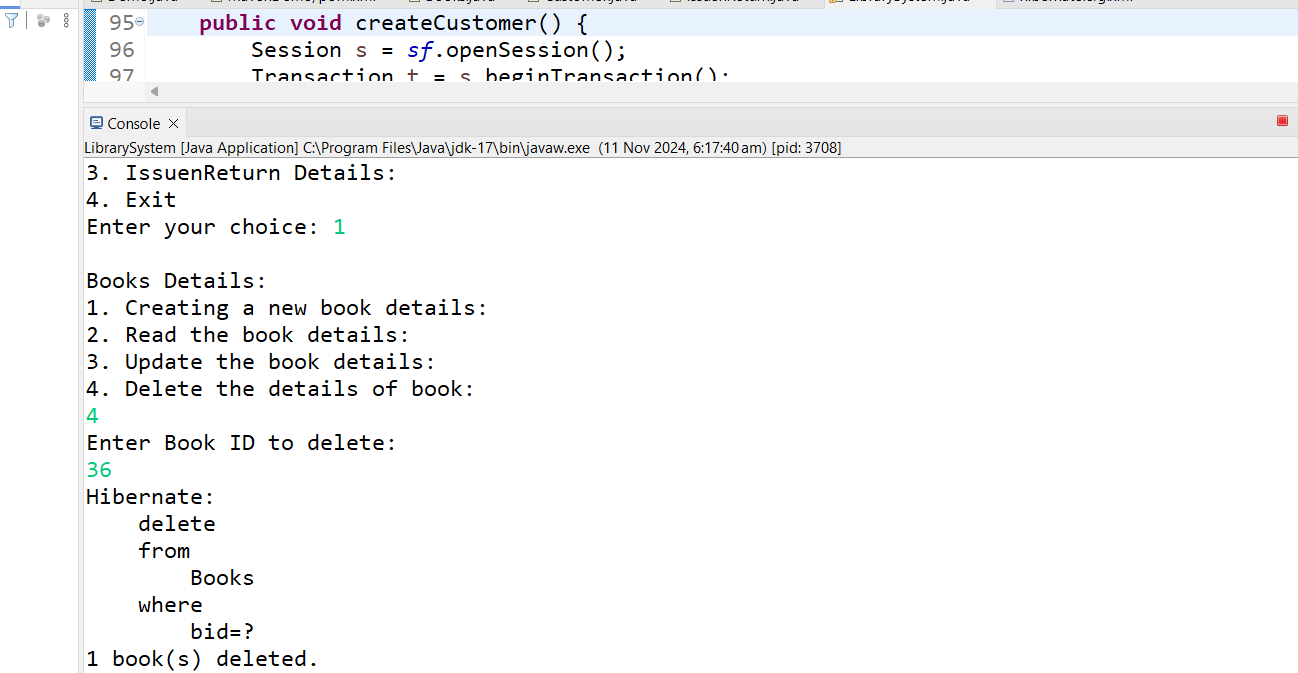 95 public void createCustomer() {
96 Session s = sf.openSession();
97 Transaction t = s.beginTransaction();
Console
LibrarySystem [Java Application] C:\Program Files\Java\jdk-17\bin\javaw.exe (11 Nov 2024, 6:17:40 am) [pid: 3708]
3. IssuenReturn Details:
4. Exit
Enter your choice: 1
Books Details:
1. Creating a new book details:
2. Read the book details:
3. Update the book details:
4. Delete the details of book:
4
Enter Book ID to delete:
36
Hibernate:
delete
from
Books
where
bid=?
1 book(s) deleted.